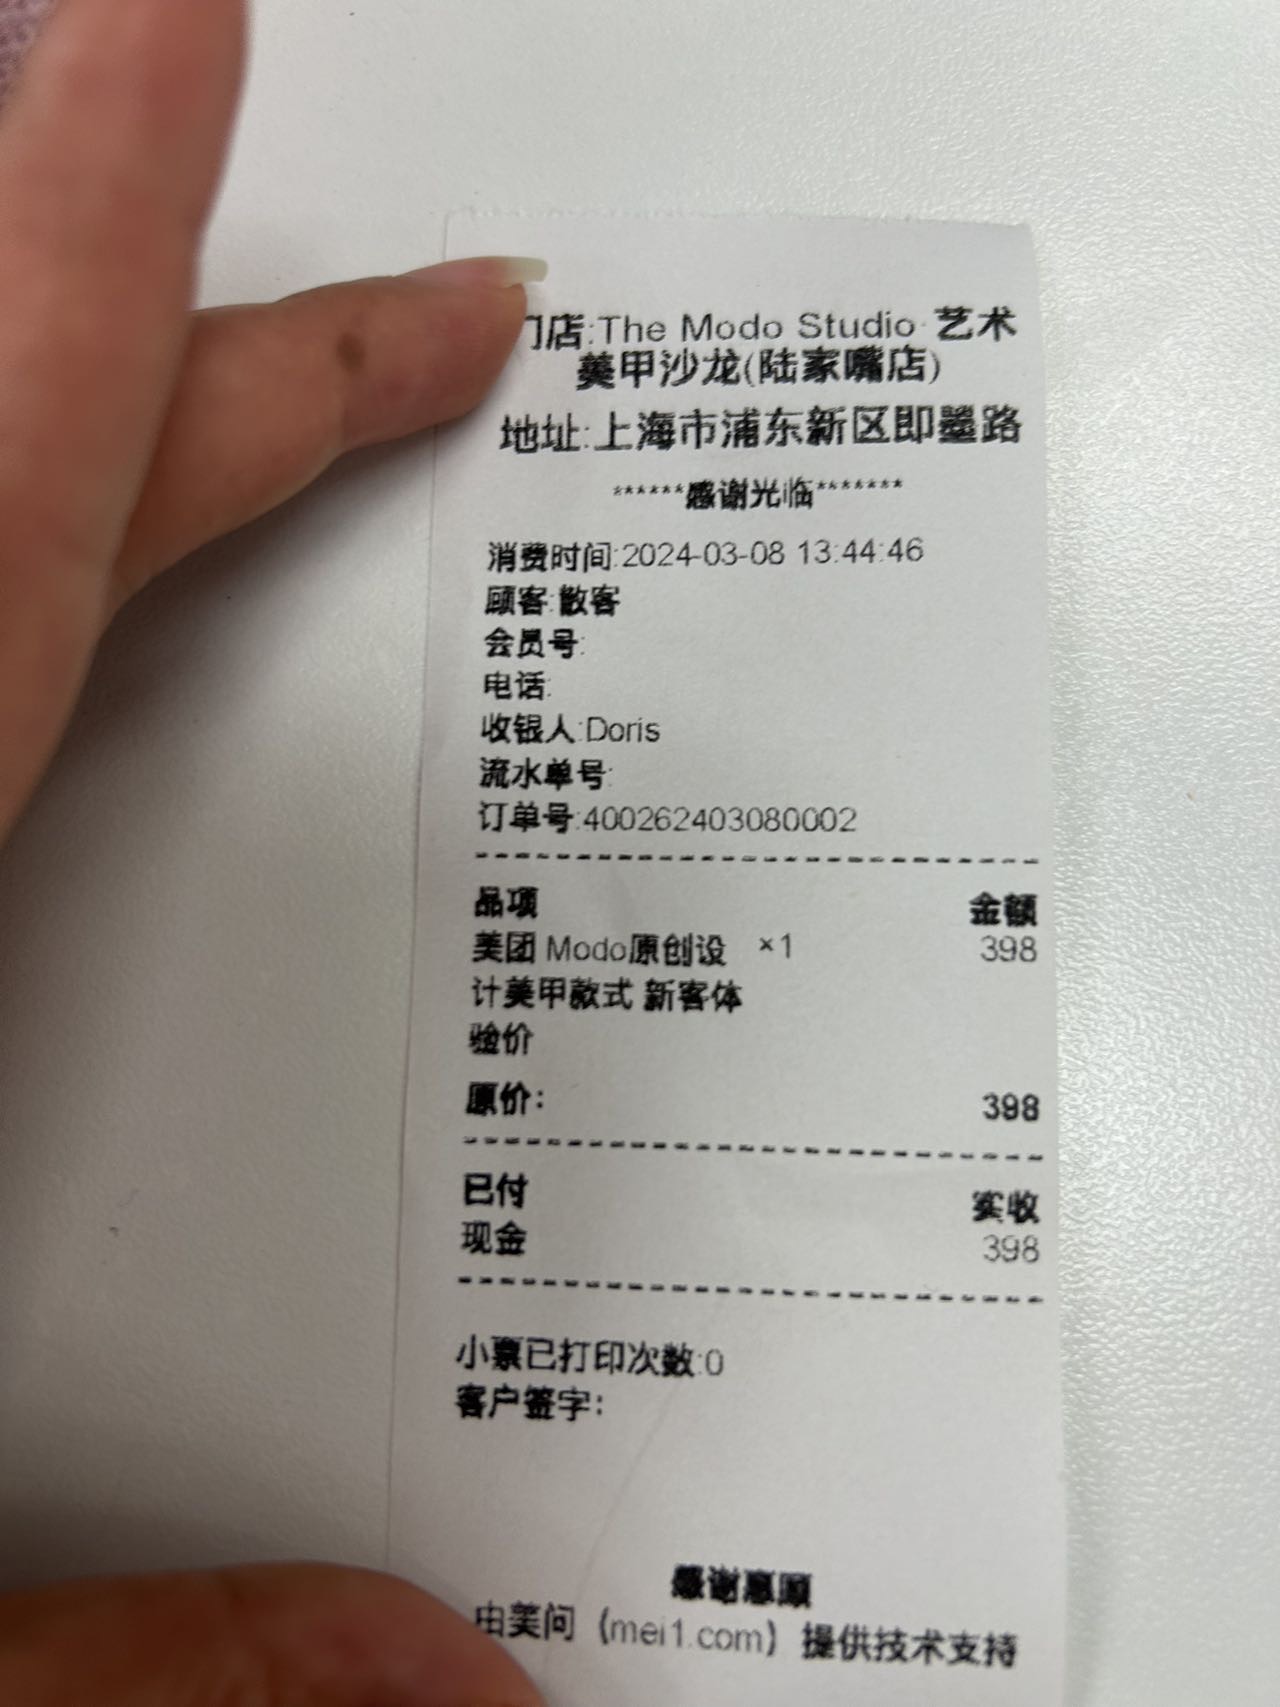 门店:The Modo Studio 艺术
美甲沙龙(陆家嘴店)
地址:上海市浦东新区即墨路
******感谢光临*******
消费时间:2024-03-08 13:44:46
顾客:散客
会员号:
电话:
收银人:Doris
流水单号:
订单号:400262403080002
品项 金额
美团 Modo原创设 ×1 398
计美甲款式 新客体
验价
原价: 398
已付 实收
现金 398
小票已打印次数:0
客户签字:
感谢惠顾
由美问（mei1.com）提供技术支持